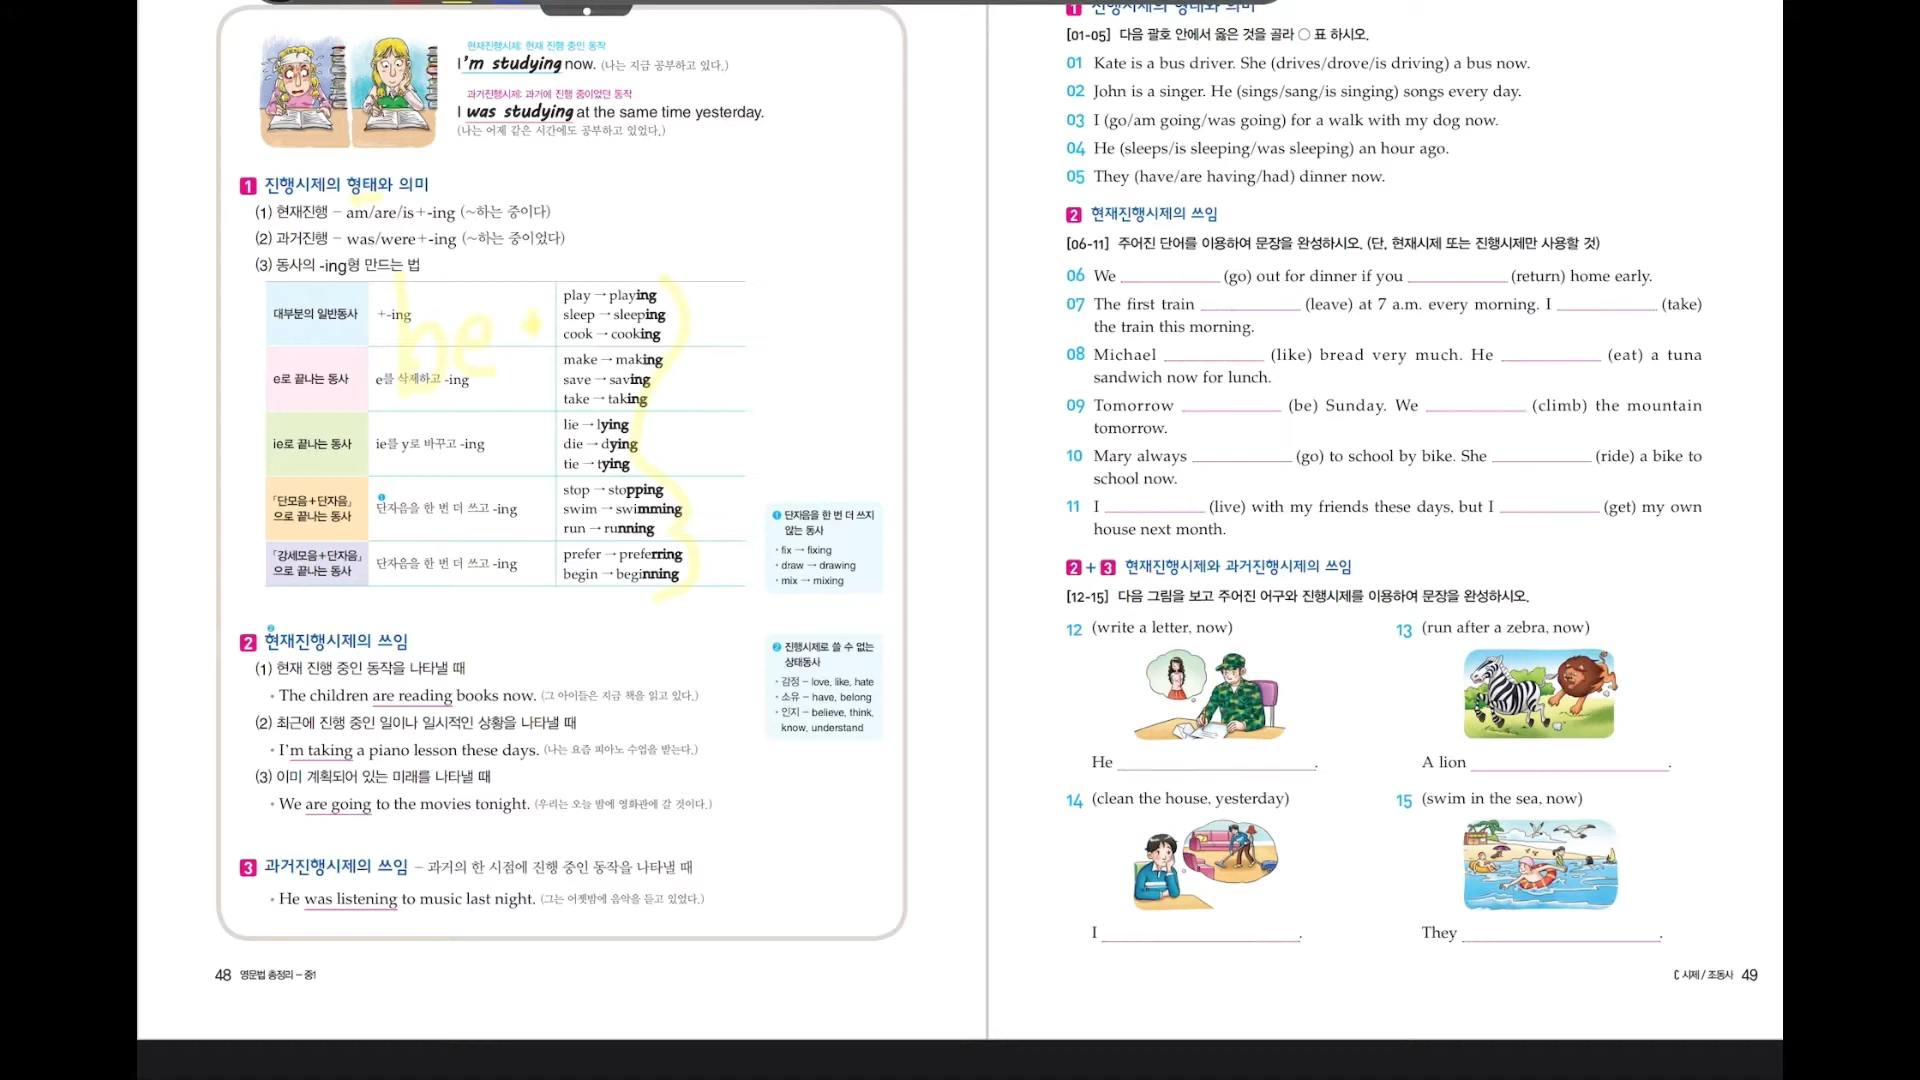 현재진행시제: 현재 진행 중인 동작
I'm studying now. (나는 지금 공부하고 있다.)
과거진행시제: 과거에 진행 중이었던 동작
I was studying at the same time yesterday.
(나는 어제 같은 시간에도 공부하고 있었다.)
1 진행시제의 형태와 의미
(1) 현재진행 – am/are/is+-ing (~하는 중이다)
(2) 과거진행 – was/were+-ing (~하는 중이었다)
(3) 동사의 -ing형 만드는 법
be +
대부분의 일반동사
+-ing
play → playing
sleep → sleeping
cook → cooking
e로 끝나는 동사
e를 삭제하고 -ing
make → making
save → saving
take → taking
ie로 끝나는 동사
ie를 y로 바꾸고 -ing
lie → lying
die → dying
tie → tying
「단모음+단자음」
으로 끝나는 동사
❶
단자음을 한 번 더 쓰고 -ing
stop → stopping
swim → swimming
run → running
「강세모음+단자음」
으로 끝나는 동사
단자음을 한 번 더 쓰고 -ing
prefer → preferring
begin → beginning
❶ 단자음을 한 번 더 쓰지
않는 동사
• fix → fixing
• draw → drawing
• mix → mixing
❷
2 현재진행시제의 쓰임
(1) 현재 진행 중인 동작을 나타낼 때
• The children are reading books now. (그 아이들은 지금 책을 읽고 있다.)
(2) 최근에 진행 중인 일이나 일시적인 상황을 나타낼 때
• I'm taking a piano lesson these days. (나는 요즘 피아노 수업을 받는다.)
(3) 이미 계획되어 있는 미래를 나타낼 때
• We are going to the movies tonight. (우리는 오늘 밤에 영화관에 갈 것이다.)
❷ 진행시제로 쓸 수 없는
상태동사
• 감정 – love, like, hate
• 소유 – have, belong
• 인지 – believe, think,
know, understand
3 과거진행시제의 쓰임 – 과거의 한 시점에 진행 중인 동작을 나타낼 때
• He was listening to music last night. (그는 어젯밤에 음악을 듣고 있었다.)
48 영문법 총정리 – 중1
1 진행시제의 형태와 의미
[01-05] 다음 괄호 안에서 옳은 것을 골라 ○ 표 하시오.
01 Kate is a bus driver. She (drives/drove/is driving) a bus now.
02 John is a singer. He (sings/sang/is singing) songs every day.
03 I (go/am going/was going) for a walk with my dog now.
04 He (sleeps/is sleeping/was sleeping) an hour ago.
05 They (have/are having/had) dinner now.
2 현재진행시제의 쓰임
[06-11] 주어진 단어를 이용하여 문장을 완성하시오. (단, 현재시제 또는 진행시제만 사용할 것)
06 We ____________ (go) out for dinner if you ____________ (return) home early.
07 The first train ____________ (leave) at 7 a.m. every morning. I ____________ (take)
the train this morning.
08 Michael ____________ (like) bread very much. He ____________ (eat) a tuna
sandwich now for lunch.
09 Tomorrow ____________ (be) Sunday. We ____________ (climb) the mountain
tomorrow.
10 Mary always ____________ (go) to school by bike. She ____________ (ride) a bike to
school now.
11 I ____________ (live) with my friends these days, but I ____________ (get) my own
house next month.
2 + 3 현재진행시제와 과거진행시제의 쓰임
[12-15] 다음 그림을 보고 주어진 어구와 진행시제를 이용하여 문장을 완성하시오.
12 (write a letter, now)
He ________________________.
13 (run after a zebra, now)
A lion ________________________.
14 (clean the house, yesterday)
I ________________________.
15 (swim in the sea, now)
They ________________________.
C 시제 / 조동사 49